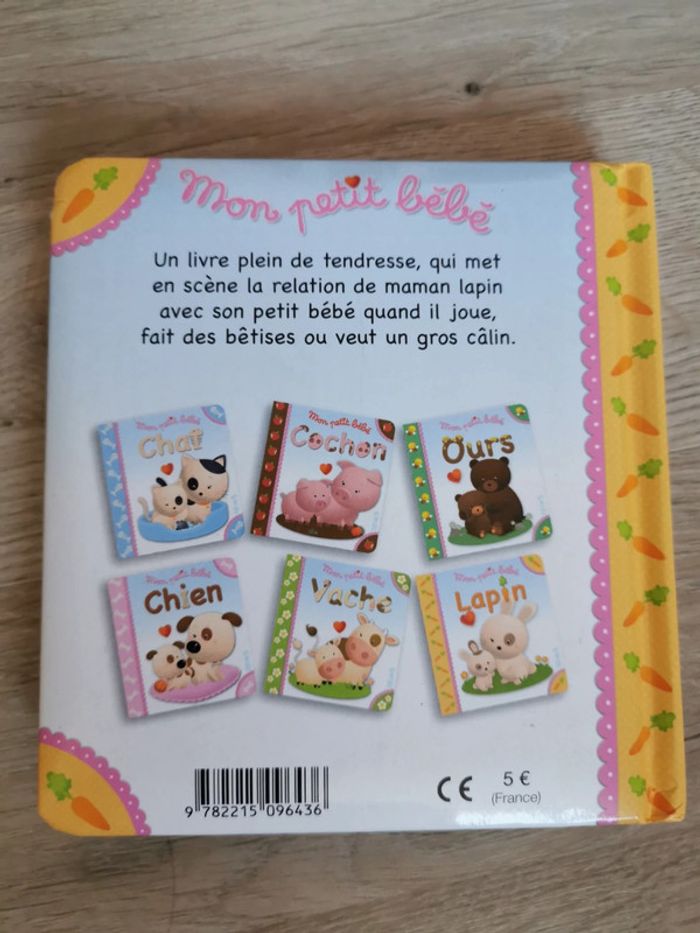 Mon petit bébé
Un livre plein de tendresse, qui met
en scène la relation de maman lapin
avec son petit bébé quand il joue,
fait des bêtises ou veut un gros câlin.
Mon petit bébé
Chat
Mon petit bébé
Cochon
Mon petit bébé
Ours
Mon petit bébé
Chien
Mon petit bébé
Vache
Mon petit bébé
Lapin
9 782215 096436
CE
5 €
(France)